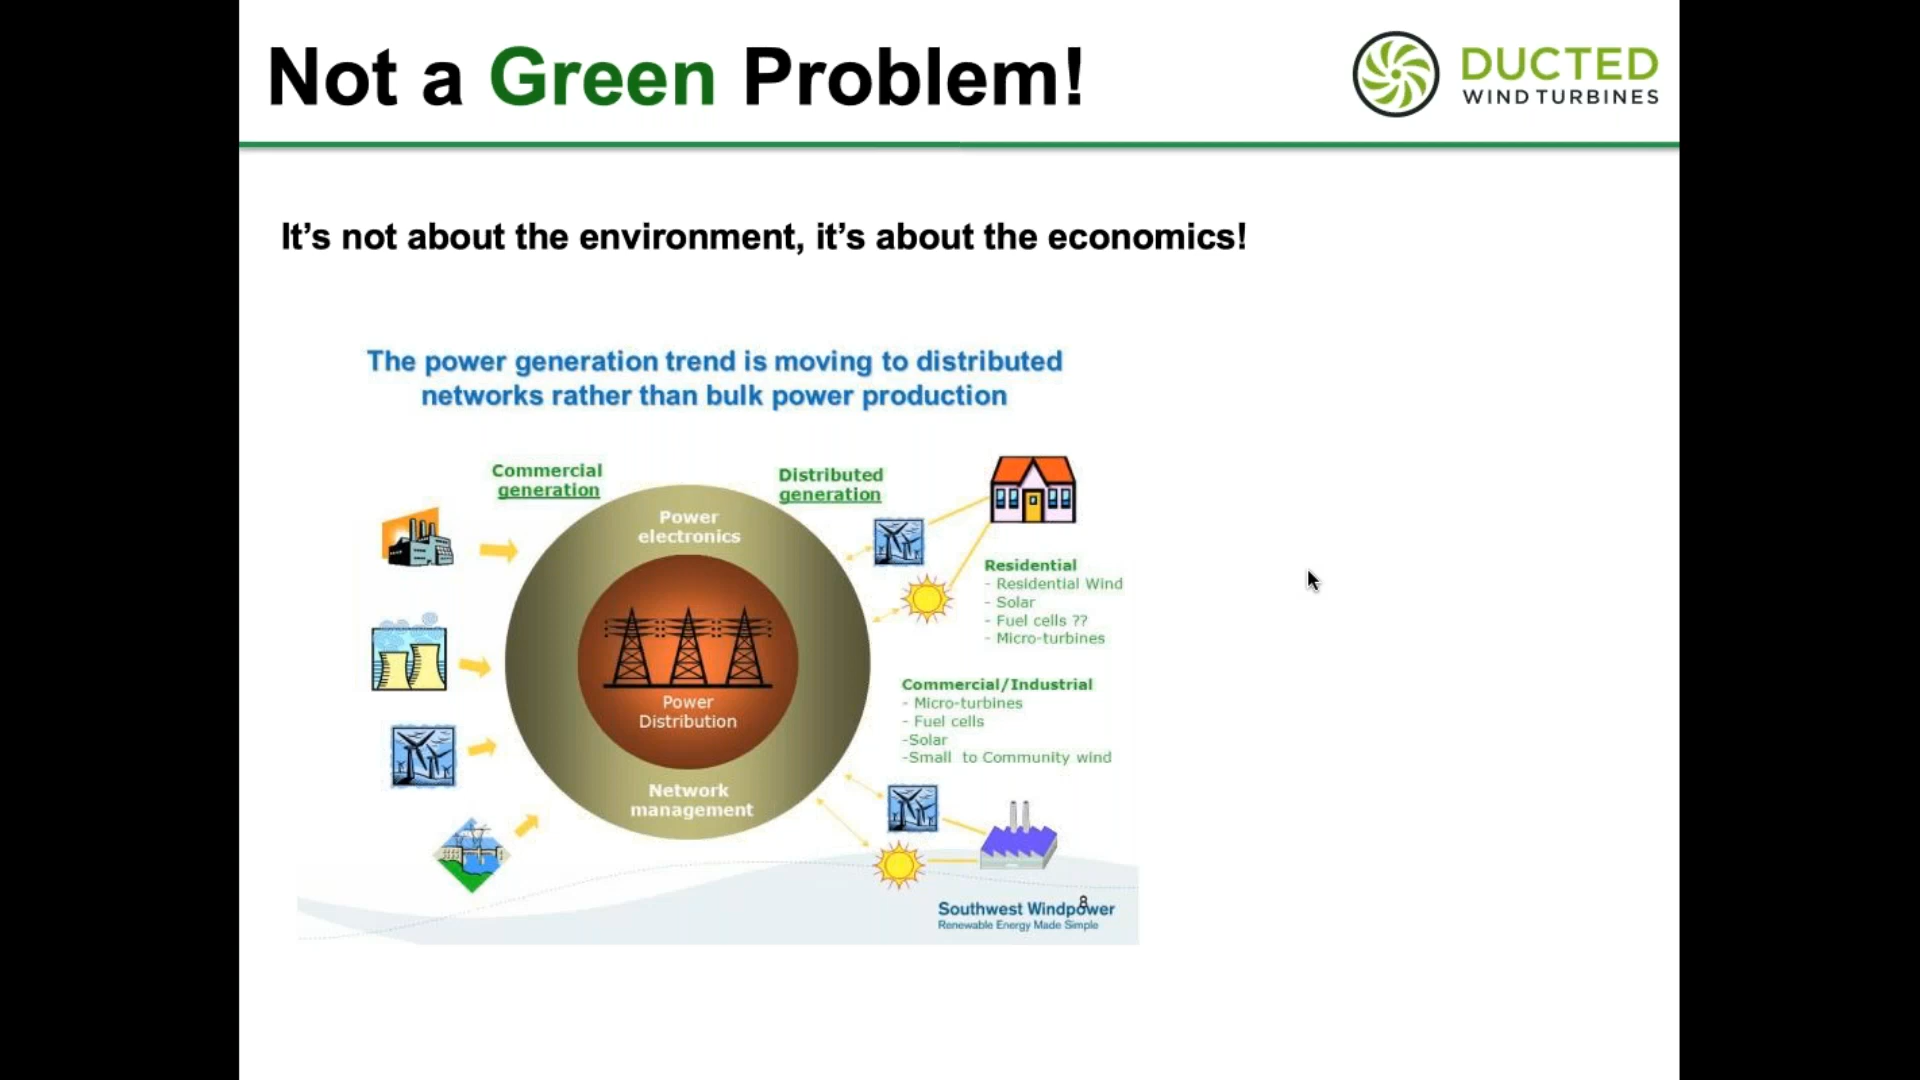 Not a Green Problem!
DUCTED
WIND TURBINES
It's not about the environment, it's about the economics!
The power generation trend is moving to distributed
networks rather than bulk power production
Commercial
generation
Distributed
generation
Power
electronics
Power
Distribution
Network
management
Residential
- Residential Wind
- Solar
- Fuel cells ??
- Micro-turbines
Commercial/Industrial
- Micro-turbines
- Fuel cells
-Solar
-Small to Community wind
8
Southwest Windpower
Renewable Energy Made Simple